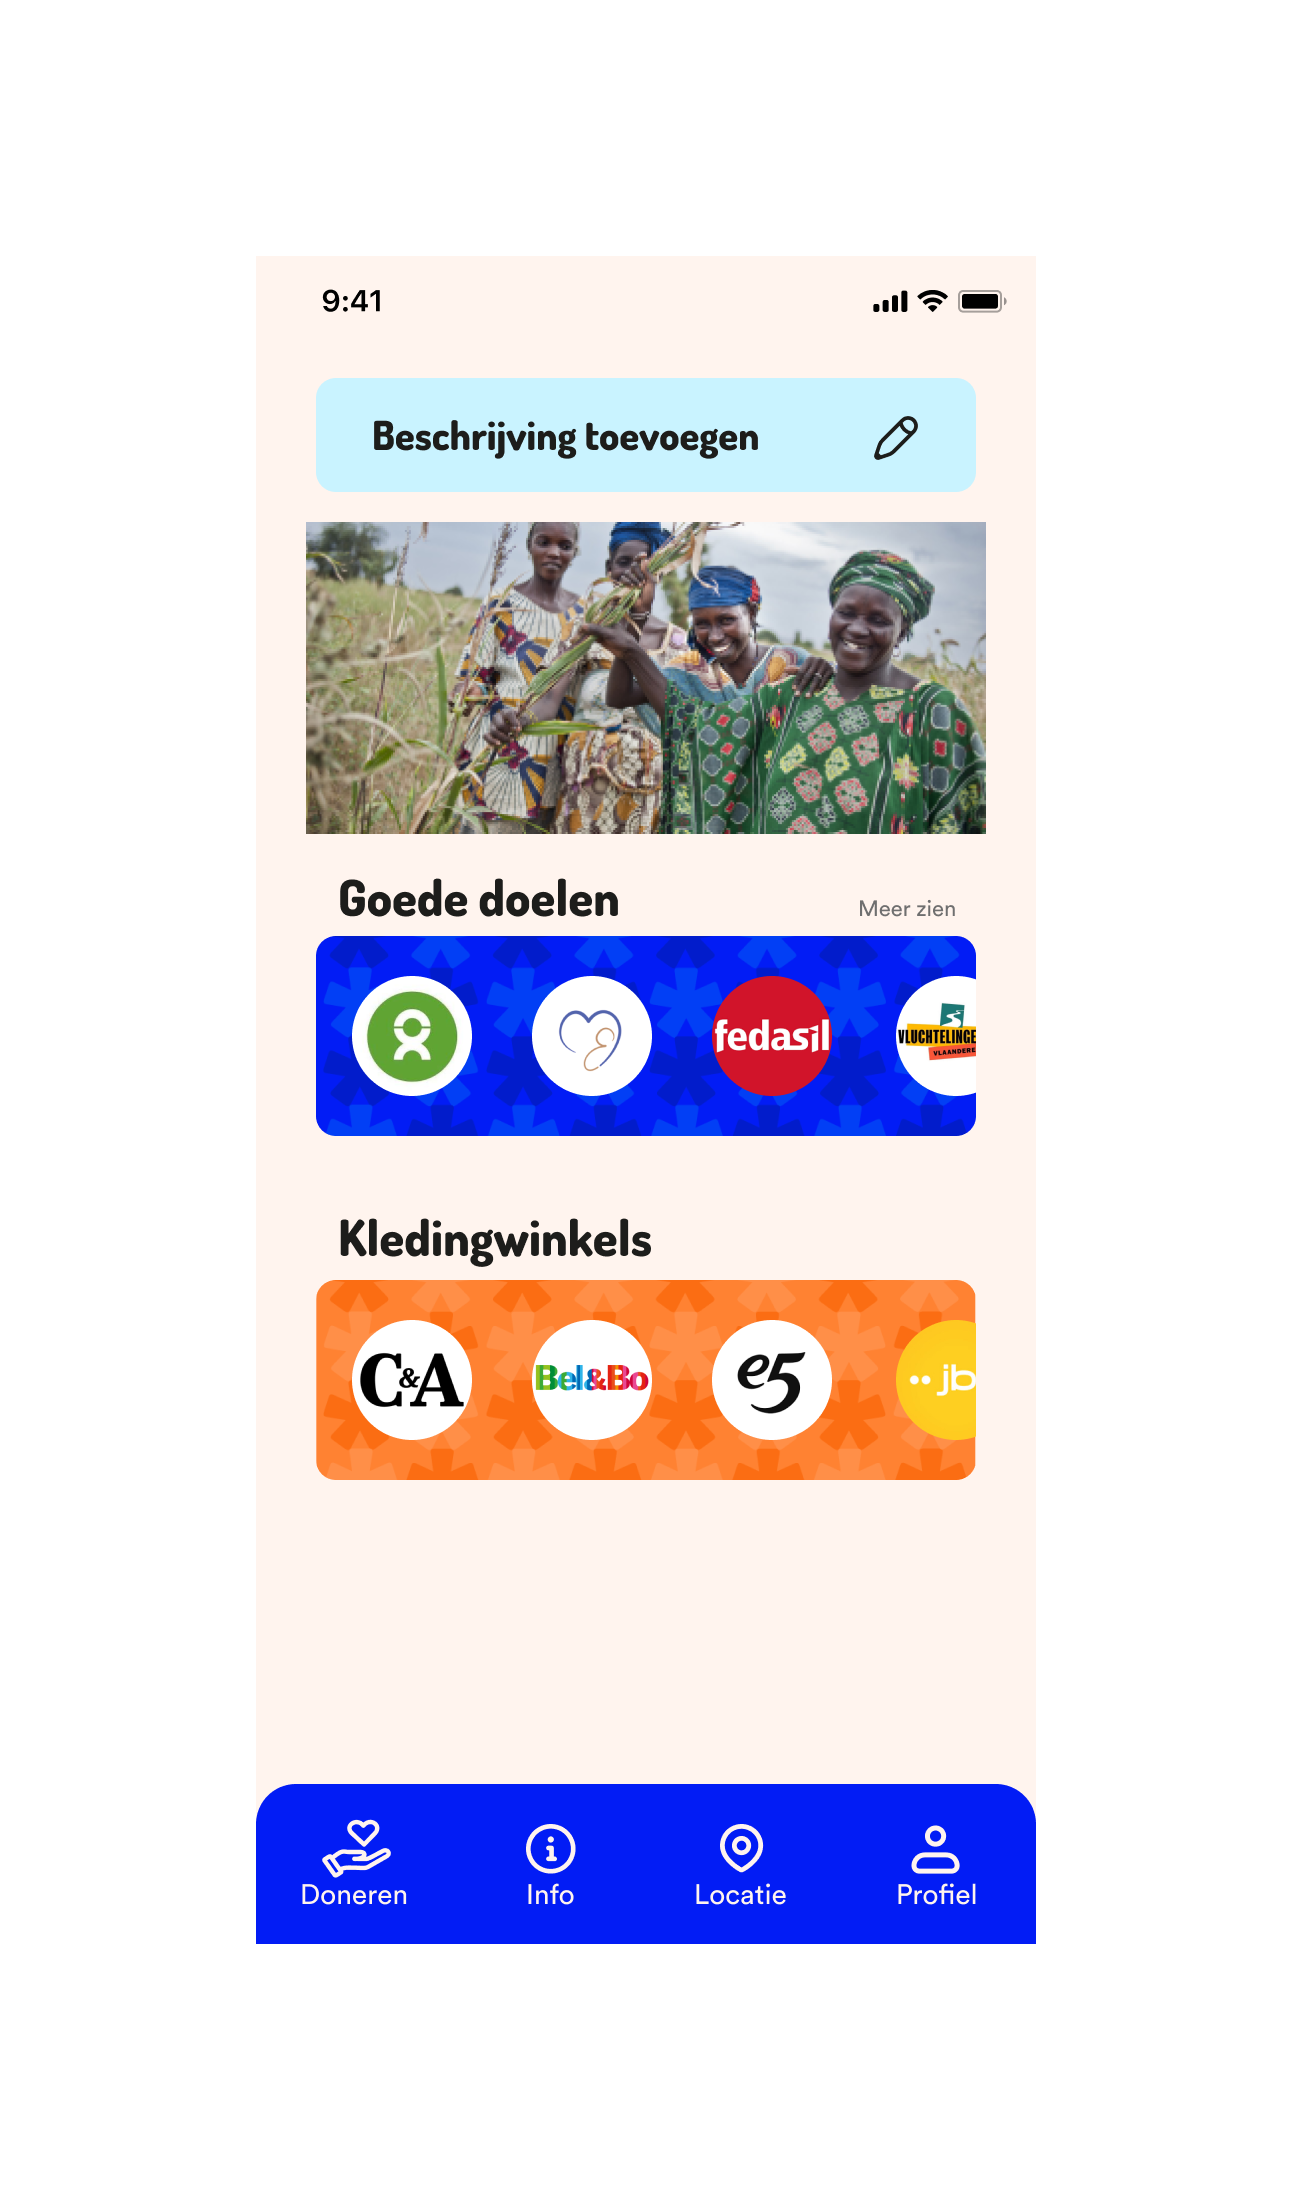 9:41
Beschrijving toevoegen
Goede doelen
Meer zien
fedasil
VLUCHTELINGE
VLAANDERE
Kledingwinkels
C&A
Bel&Bo
e5
jb
Doneren
Info
Locatie
Profiel